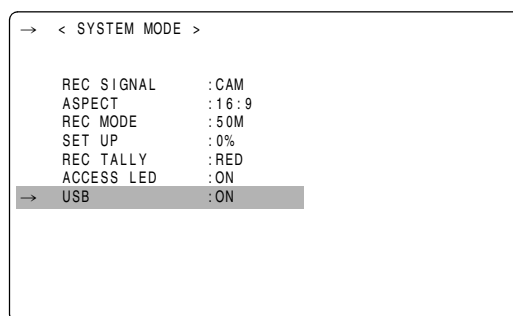 → < SYSTEM MODE >
REC SIGNAL :CAM
ASPECT :16:9
REC MODE :50M
SET UP :0%
REC TALLY :RED
ACCESS LED :ON
→ USB :ON